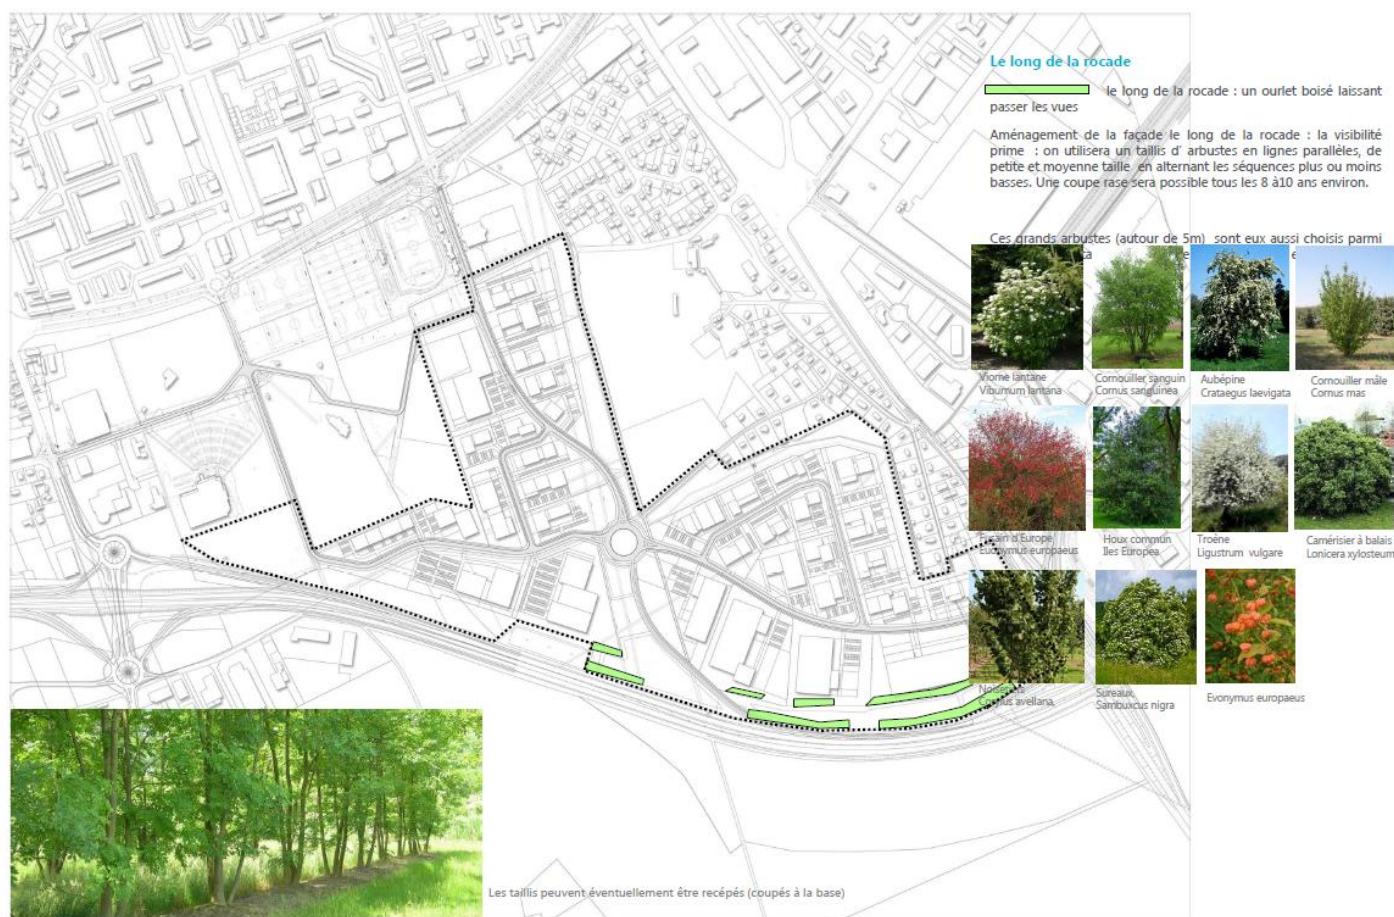 Le long de la rocade
le long de la rocade : un ourlet boisé laissant
passer les vues
Aménagement de la façade le long de la rocade : la visibilité
prime : on utilisera un taillis d' arbustes en lignes parallèles, de
petite et moyenne taille en alternant les séquences plus ou moins
basses. Une coupe rase sera possible tous les 8 à10 ans environ.
Ces grands arbustes (autour de 5m) sont eux aussi choisis parmi
Viorne lantane
Viburnum lantana
Cornouiller sanguin
Cornus sanguinea
Aubépine
Crataegus laevigata
Cornouiller mâle
Cornus mas
Fusain d'Europe
Euonymus europaeus
Houx commun
Iles Europea
Troène
Ligustrum vulgare
Camérisier à balais
Lonicera xylosteum
avellana,
Sureaux,
Sambuxcus nigra
Evonymus europaeus
Les taillis peuvent éventuellement être recépés (coupés à la base)